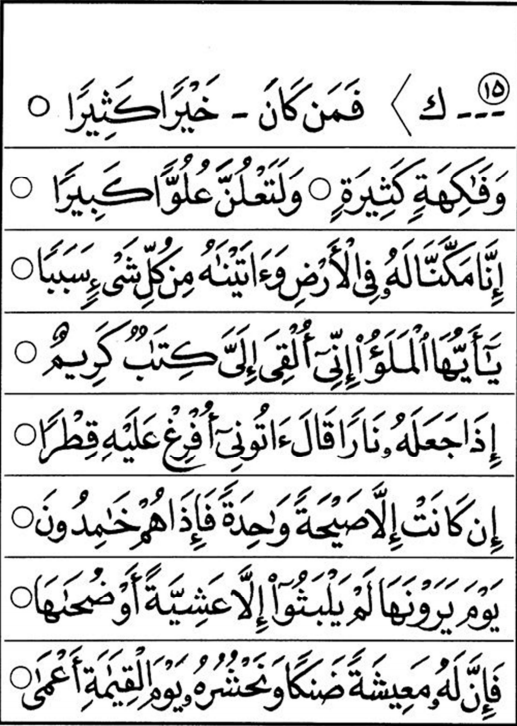 ١٥ --- ك 〉 فَمَن كَانَ - خَيْرًا كَثِيرًا ○
وَفَٰكِهَةٍ كَثِيرَةٍ ○ وَلَتَعْلُنَّ عُلُوًّا كَبِيرًا ○
إِنَّا مَكَّنَّا لَهُۥ فِى ٱلْأَرْضِ وَءَاتَيْنَٰهُ مِن كُلِّ شَىْءٍ سَبَبًا ○
يَٰٓأَيُّهَا ٱلْمَلَؤُا۟ إِنِّىٓ أُلْقِىَ إِلَىَّ كِتَٰبٌ كَرِيمٌ ○
إِذَا جَعَلَهُۥ نَارًا قَالَ ءَاتُونِىٓ أُفْرِغْ عَلَيْهِ قِطْرًا ○
إِن كَانَتْ إِلَّا صَيْحَةً وَٰحِدَةً فَإِذَا هُمْ خَٰمِدُونَ ○
يَوْمَ يَرَوْنَهَا لَمْ يَلْبَثُوٓا۟ إِلَّا عَشِيَّةً أَوْ ضُحَىٰهَا ○
فَإِنَّ لَهُۥ مَعِيشَةً ضَنكًا وَنَحْشُرُهُۥ يَوْمَ ٱلْقِيَٰمَةِ أَعْمَىٰ ○